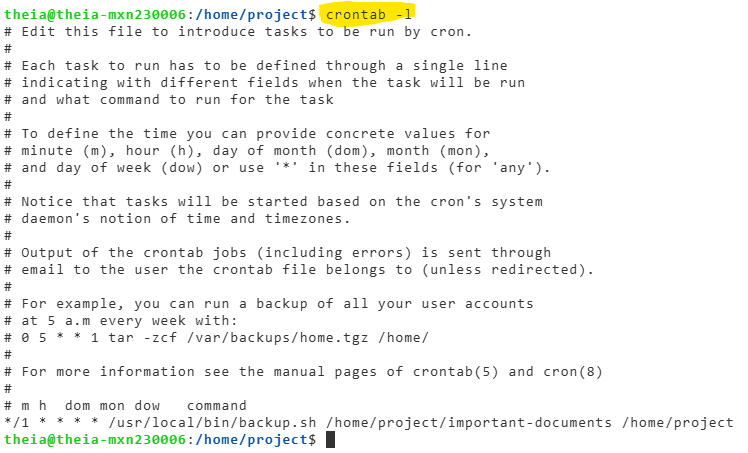 theia@theia-mxn230006:/home/project$ crontab -l
# Edit this file to introduce tasks to be run by cron.
#
# Each task to run has to be defined through a single line
# indicating with different fields when the task will be run
# and what command to run for the task
#
# To define the time you can provide concrete values for
# minute (m), hour (h), day of month (dom), month (mon),
# and day of week (dow) or use '*' in these fields (for 'any').
#
# Notice that tasks will be started based on the cron's system
# daemon's notion of time and timezones.
#
# Output of the crontab jobs (including errors) is sent through
# email to the user the crontab file belongs to (unless redirected).
#
# For example, you can run a backup of all your user accounts
# at 5 a.m every week with:
# 0 5 * * 1 tar -zcf /var/backups/home.tgz /home/
#
# For more information see the manual pages of crontab(5) and cron(8)
#
# m h  dom mon dow   command
*/1 * * * * /usr/local/bin/backup.sh /home/project/important-documents /home/project
theia@theia-mxn230006:/home/project$